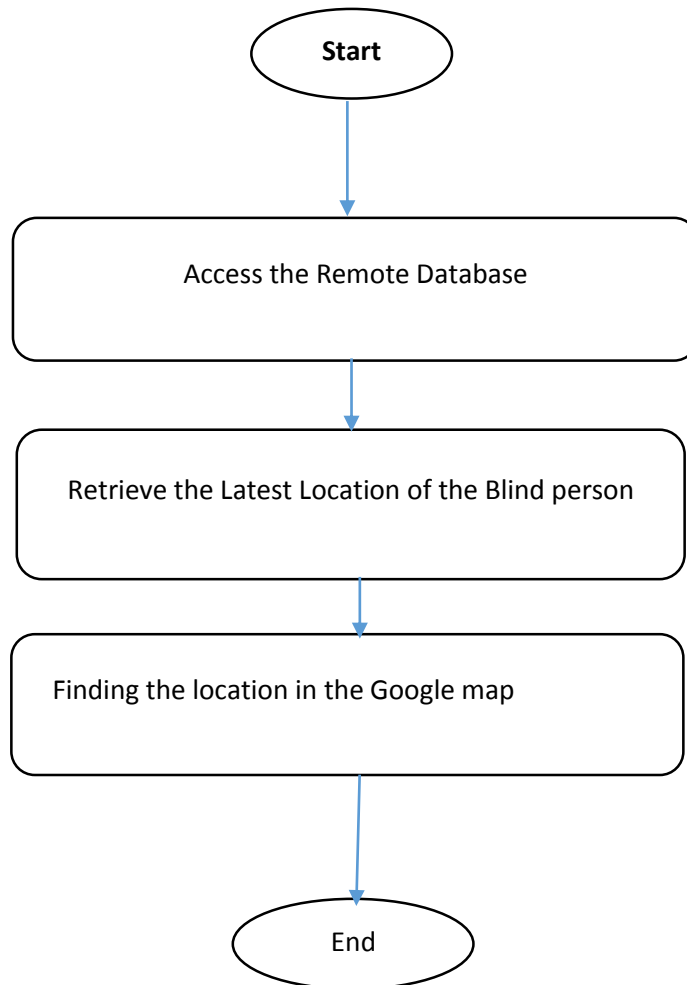 Start
Access the Remote Database
Retrieve the Latest Location of the Blind person
Finding the location in the Google map
End